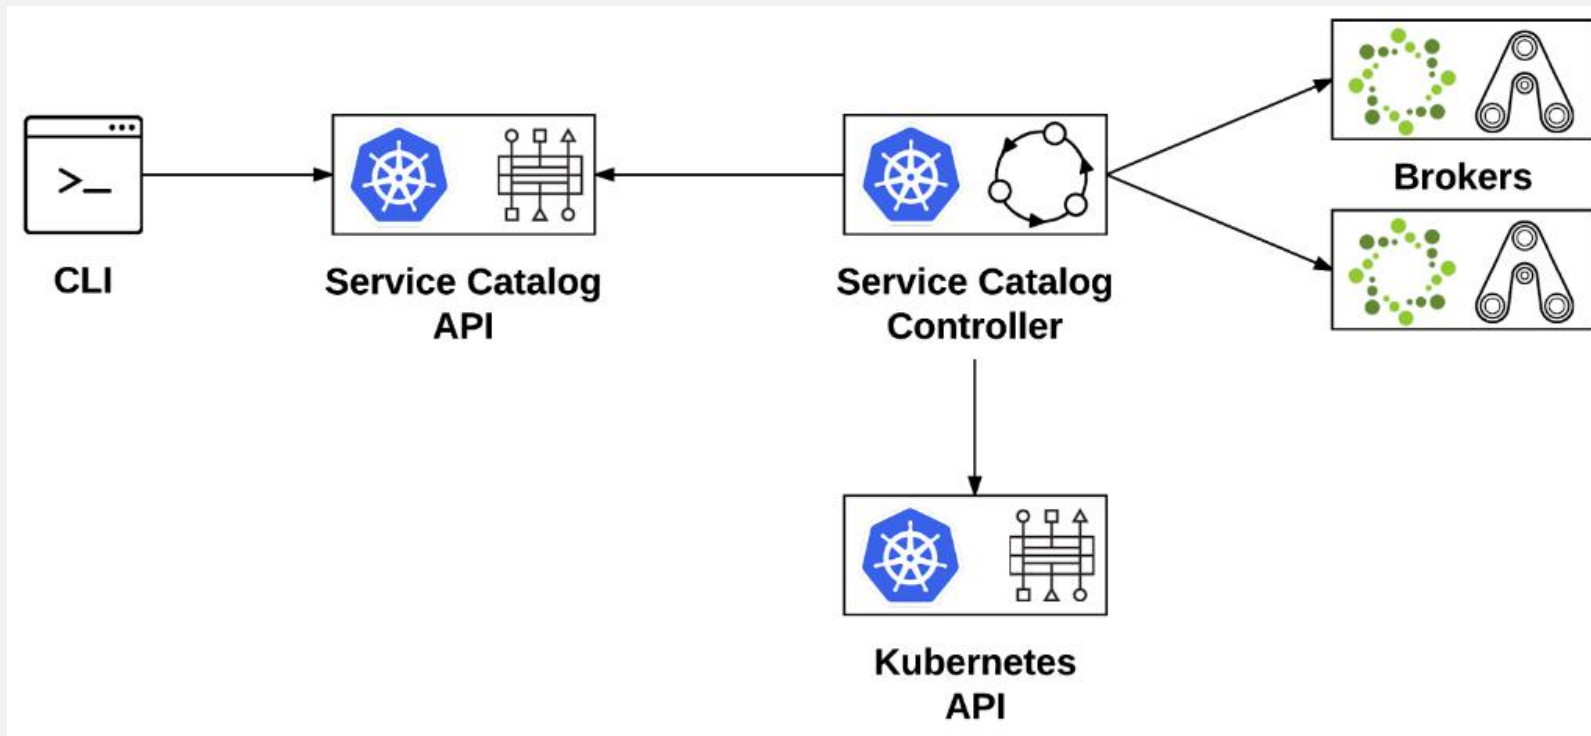 >_
CLI
Service Catalog
API
Service Catalog
Controller
Brokers
Kubernetes
API